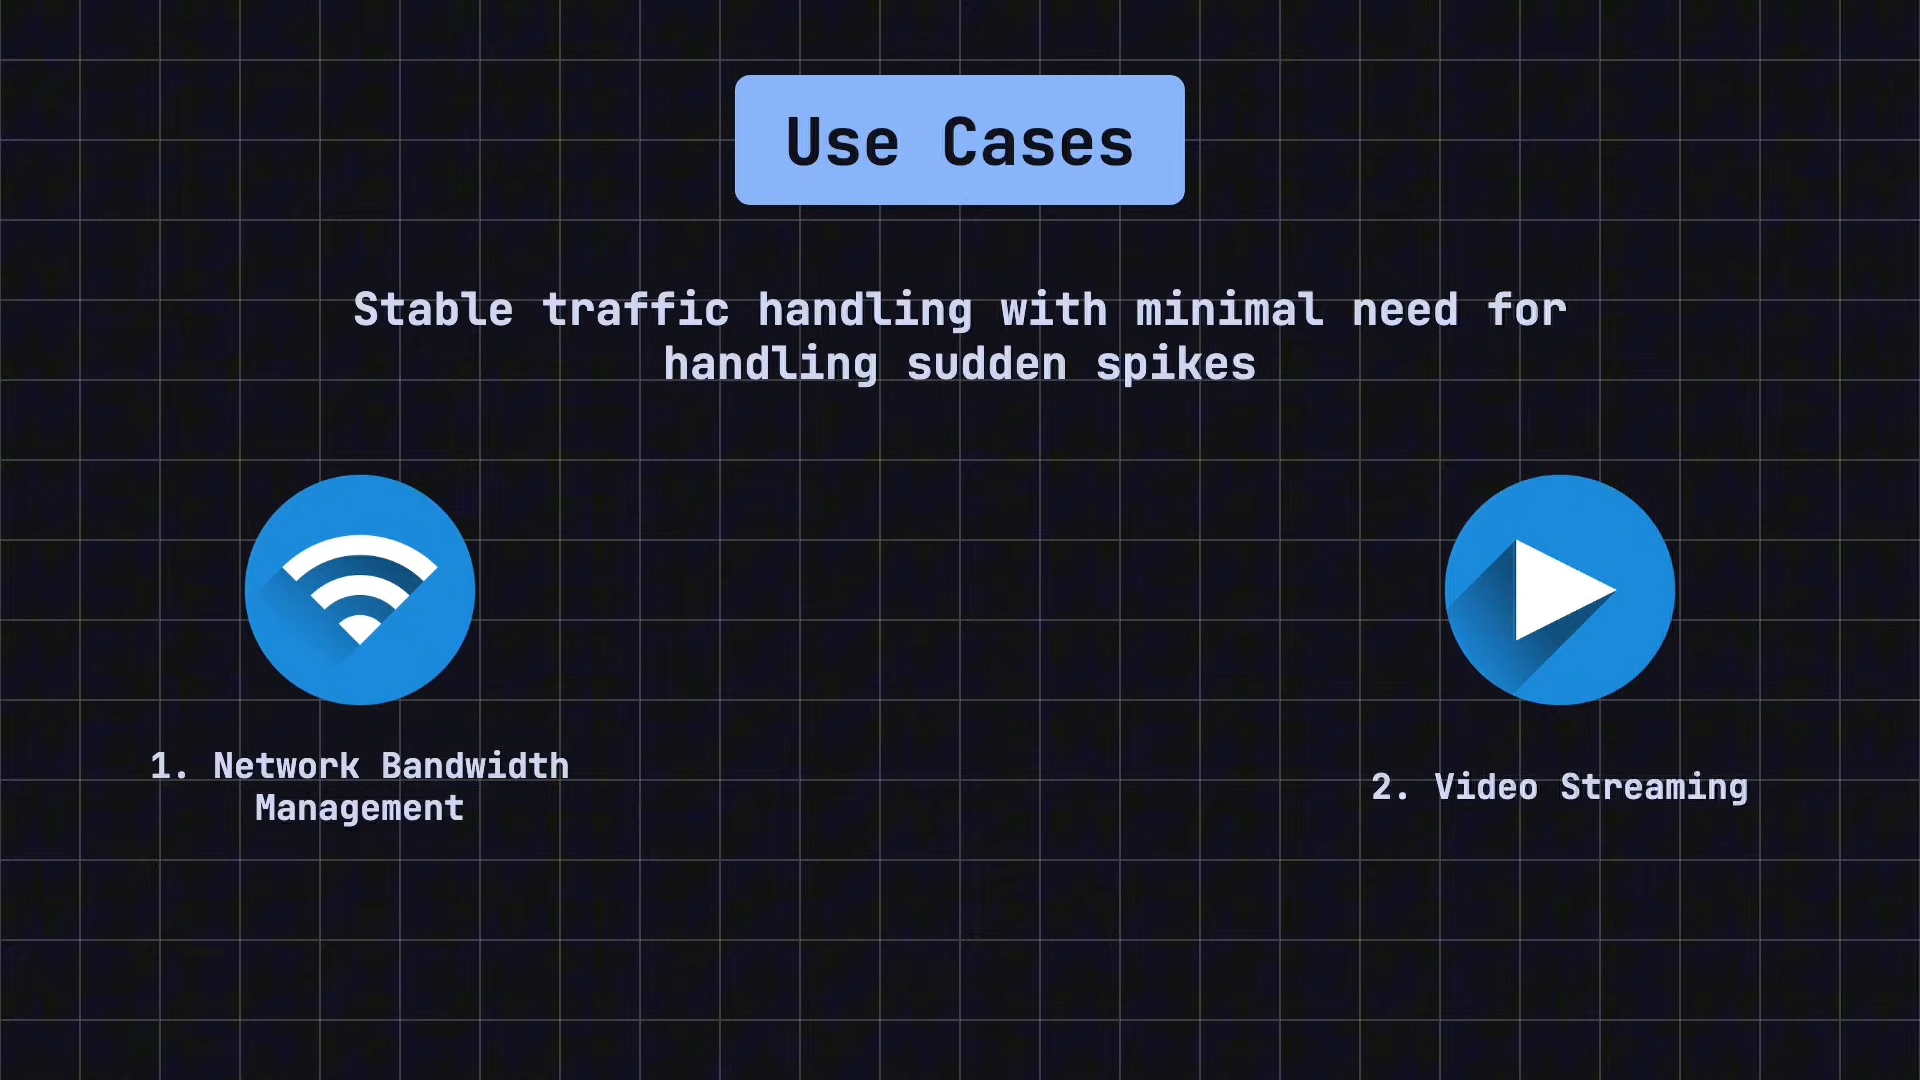 Use Cases
Stable traffic handling with minimal need for
handling sudden spikes
1. Network Bandwidth
Management
2. Video Streaming